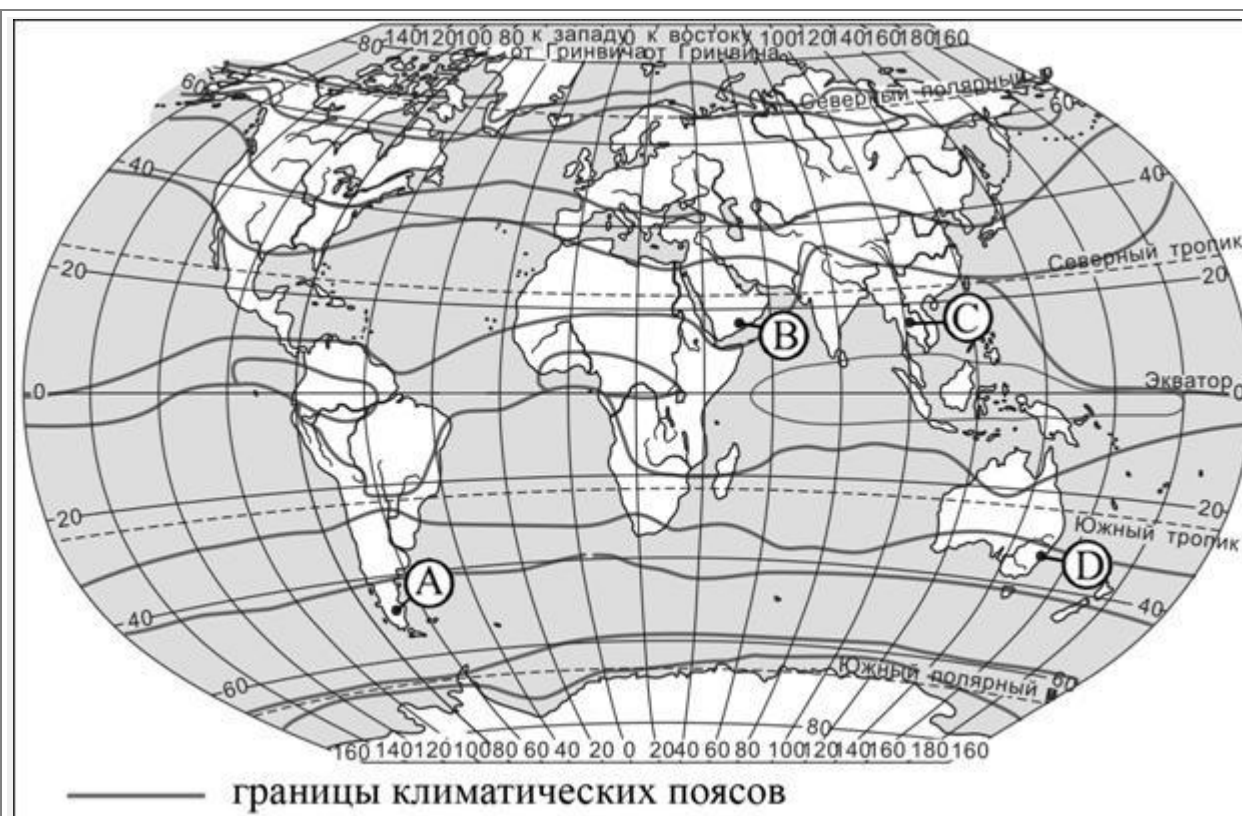 140 120 100 80 к западу 0 к востоку 100 120 140 160 180 160
80 от Гринвича от Гринвича
60 Северный полярный 60
40 40
Северный тропик
20 20
B C
0 Экватор 0
20 20
Южный тропик
A D
40 40
60 Южный полярный 60
80
160 140 120 100 80 60 40 20 0 20 40 60 80 100 120 140 160 180 160
границы климатических поясов